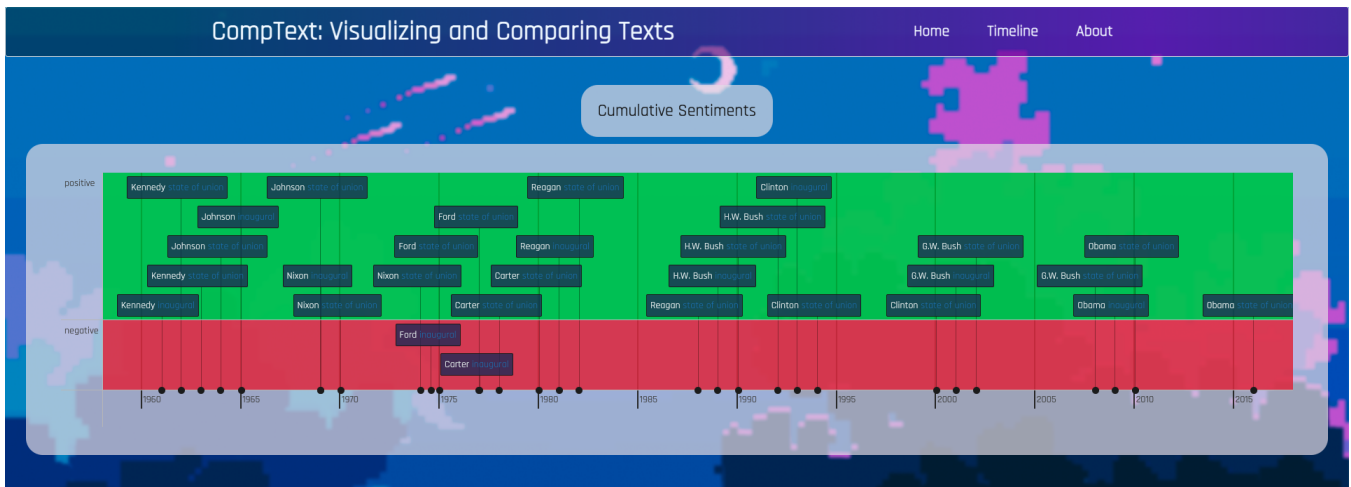 CompText: Visualizing and Comparing Texts
Home Timeline About
Cumulative Sentiments
positive
Kennedy state of union Johnson state of union Reagan state of union Clinton inaugural
Johnson inaugural Ford state of union H.W. Bush state of union
Johnson state of union Ford state of union Reagan inaugural H.W. Bush state of union G.W. Bush state of union Obama state of union
Kennedy state of union Nixon inaugural Nixon state of union Carter state of union H.W. Bush inaugural G.W. Bush inaugural G.W. Bush state of union
Kennedy inaugural Nixon state of union Carter state of union Reagan state of union Clinton state of union Clinton state of union Obama inaugural Obama state of union
negative
Ford inaugural
Carter inaugural
1960 1965 1970 1975 1980 1985 1990 1995 2000 2005 2010 2015